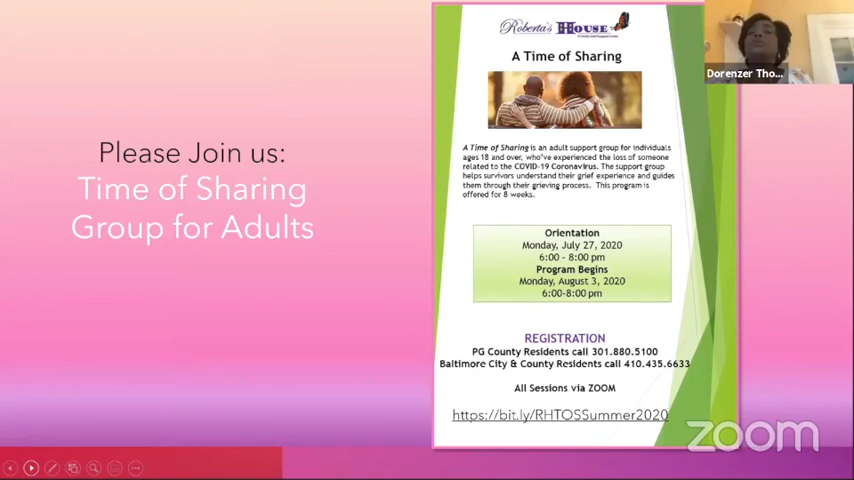 Please Join us:
Time of Sharing
Group for Adults
Roberta's HOUSE
A Time of Sharing
A Time of Sharing is an adult support group for individuals
ages 18 and over, who've experienced the loss of someone
related to the COVID-19 Coronavirus. The support group
helps survivors understand their grief experience and guides
them through their grieving process. This program is
offered for 8 weeks.
Orientation
Monday, July 27, 2020
6:00 - 8:00 pm
Program Begins
Monday, August 3, 2020
6:00-8:00 pm
REGISTRATION
PG County Residents call 301.880.5100
Baltimore City & County Residents call 410.435.6633
All Sessions via ZOOM
https://bit.ly/RHTOSSummer2020
Dorenzer Tho...
zoom